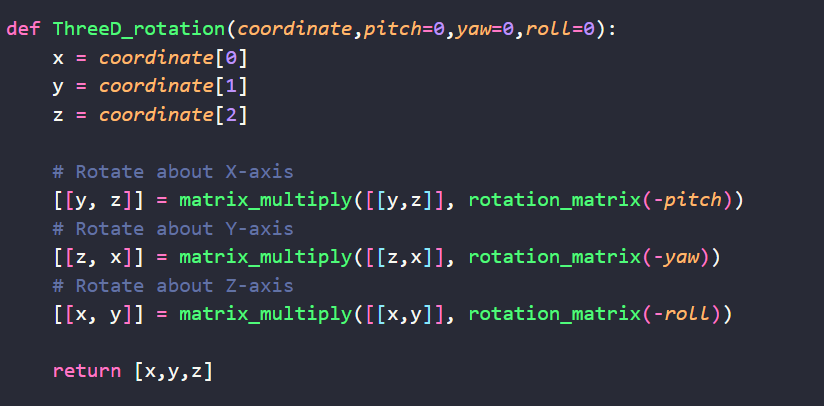 def ThreeD_rotation(coordinate,pitch=0,yaw=0,roll=0):
    x = coordinate[0]
    y = coordinate[1]
    z = coordinate[2]

    # Rotate about X-axis
    [[y, z]] = matrix_multiply([[y,z]], rotation_matrix(-pitch))
    # Rotate about Y-axis
    [[z, x]] = matrix_multiply([[z,x]], rotation_matrix(-yaw))
    # Rotate about Z-axis
    [[x, y]] = matrix_multiply([[x,y]], rotation_matrix(-roll))

    return [x,y,z]